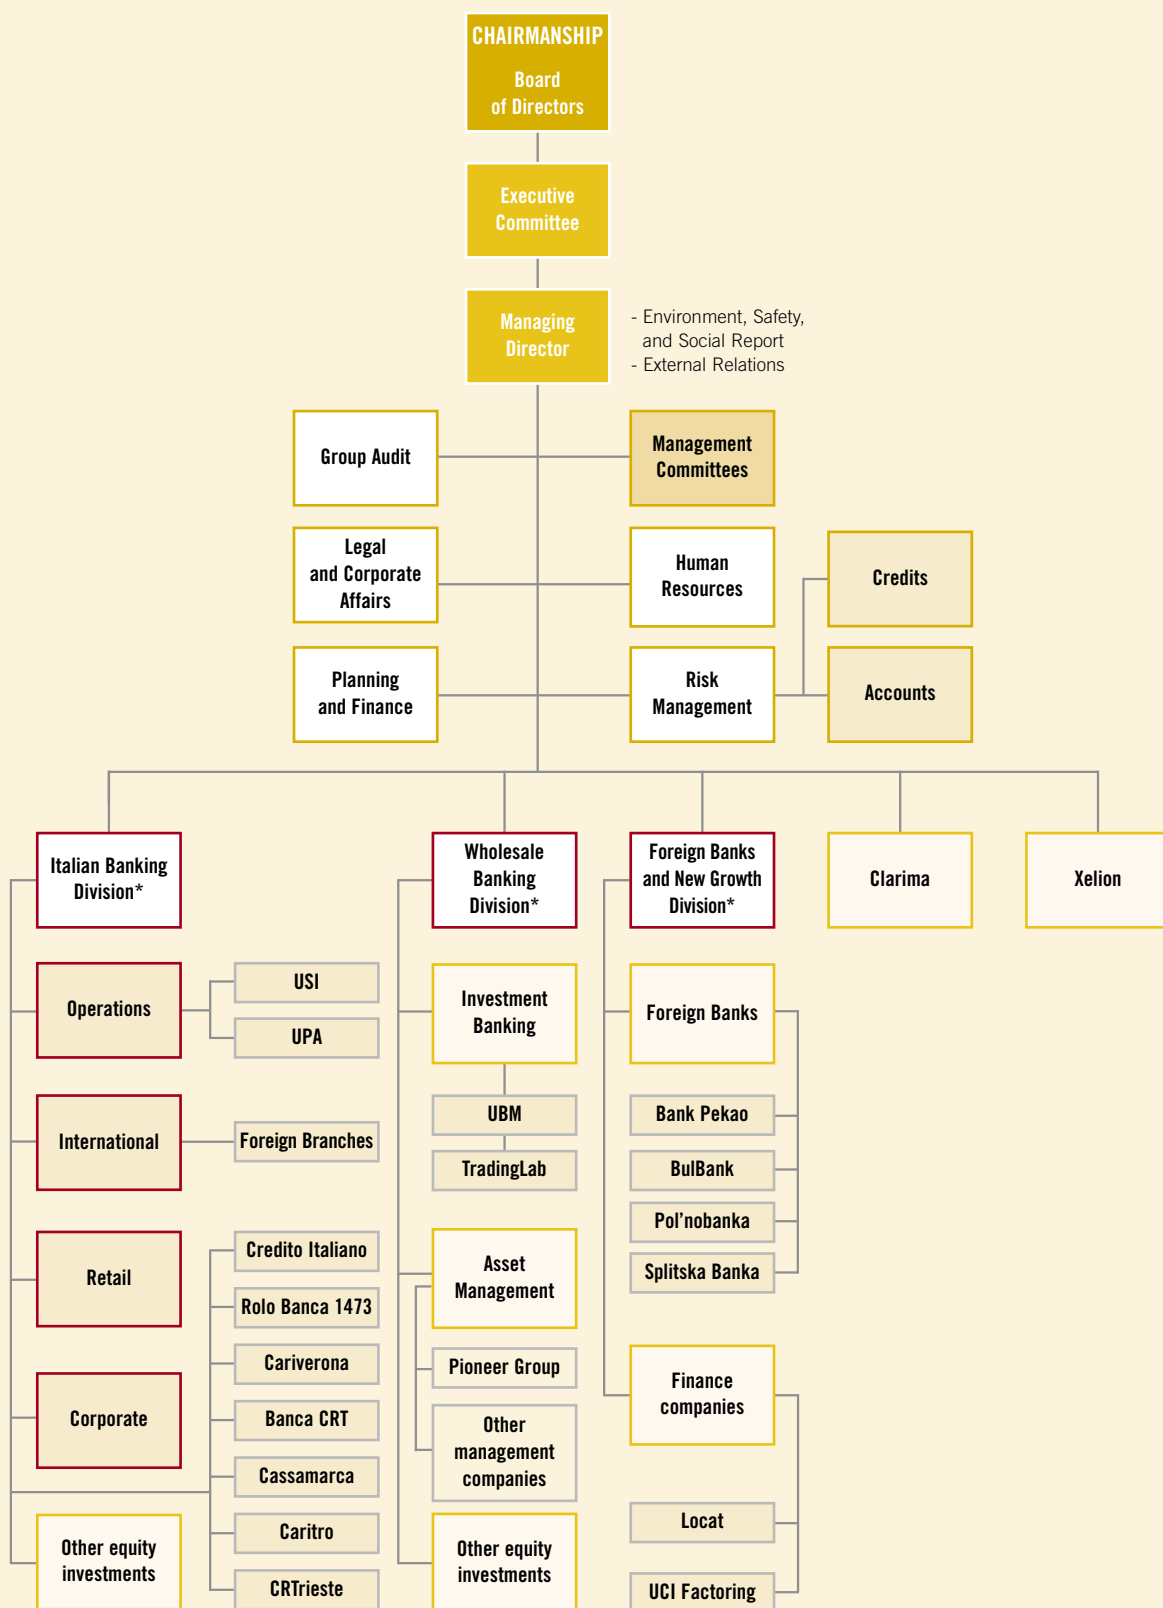 CHAIRMANSHIP
Board
of Directors
Executive
Committee
Managing
Director
- Environment, Safety,
and Social Report
- External Relations
Group Audit
Management
Committees
Legal
and Corporate
Affairs
Human
Resources
Credits
Planning
and Finance
Risk
Management
Accounts
Italian Banking
Division*
Wholesale
Banking
Division*
Foreign Banks
and New Growth
Division*
Clarima
Xelion
Operations
USI
UPA
International
Foreign Branches
Retail
Corporate
Other equity
investments
Credito Italiano
Rolo Banca 1473
Cariverona
Banca CRT
Cassamarca
Caritro
CRTrieste
Investment
Banking
UBM
TradingLab
Asset
Management
Pioneer Group
Other
management
companies
Other equity
investments
Foreign Banks
Bank Pekao
BulBank
Pol'nobanka
Splitska Banka
Finance
companies
Locat
UCI Factoring